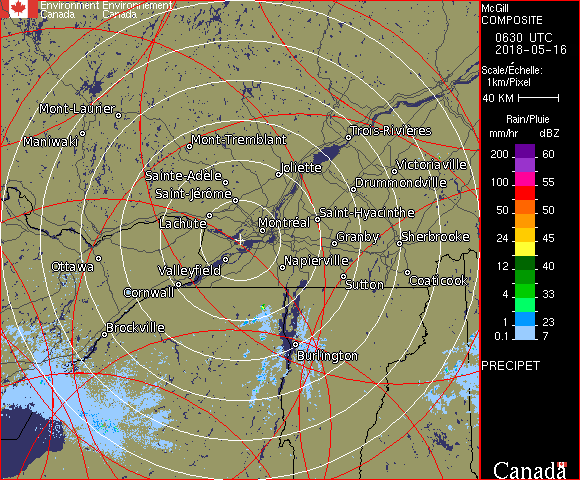 Environment Environnement
Canada Canada
McGill
COMPOSITE
0630 UTC
2018-05-16
Scale/Échelle:
1km/Pixel
40 KM
Rain/Pluie
mm/hr dBZ
200 60
100 55
50 50
24 45
12 40
4 33
1 23
0.1 7
PRECIPET
Canada
Mont-Laurier
Maniwaki
Mont-Tremblant
Trois-Rivières
Joliette
Victoriaville
Sainte-Adèle
Drummondville
Saint-Jérôme
Lachute
Saint-Hyacinthe
Montréal
Granby
Sherbrooke
Ottawa
Valleyfield
Napierville
Sutton
Coaticook
Cornwall
Brockville
Burlington